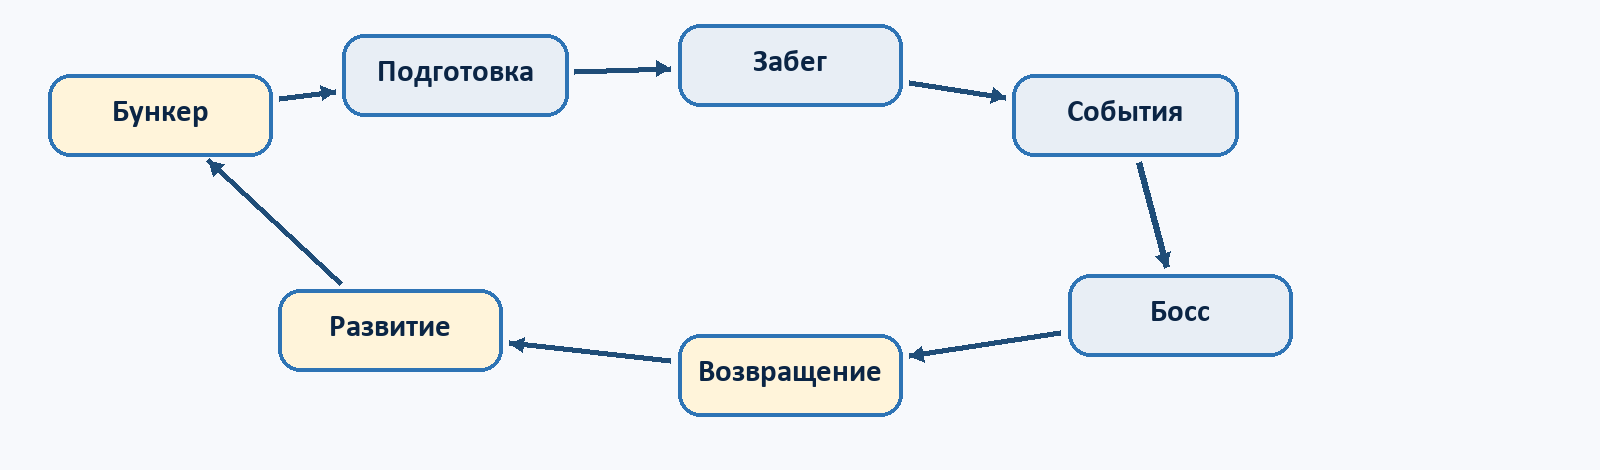 Бункер
Подготовка
Забег
События
Босс
Возвращение
Развитие